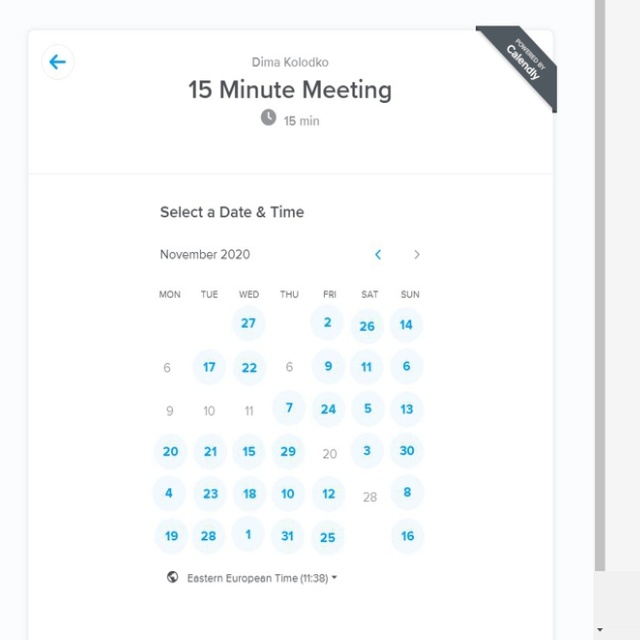 Dima Kolodko
POWERED BY
Calendly
15 Minute Meeting
15 min
Select a Date & Time
November 2020
MON TUE WED THU FRI SAT SUN
27 2 26 14
6 17 22 6 9 11 6
9 10 11 7 24 5 13
20 21 15 29 20 3 30
4 23 18 10 12 28 8
19 28 1 31 25 16
Eastern European Time (11:38)